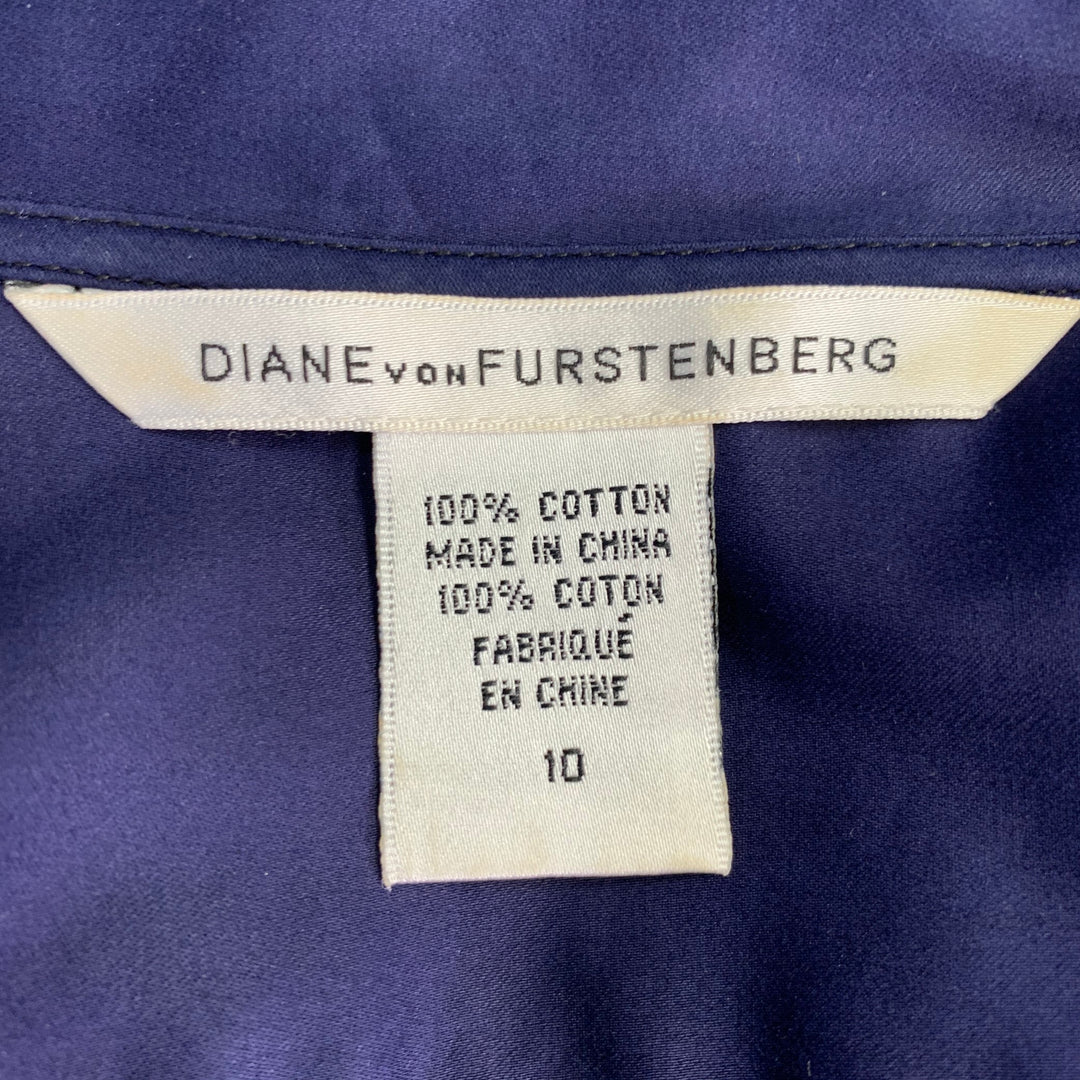 DIANE VON FURSTENBERG
100% COTTON
MADE IN CHINA
100% COTON
FABRIQUÉ
EN CHINE
10